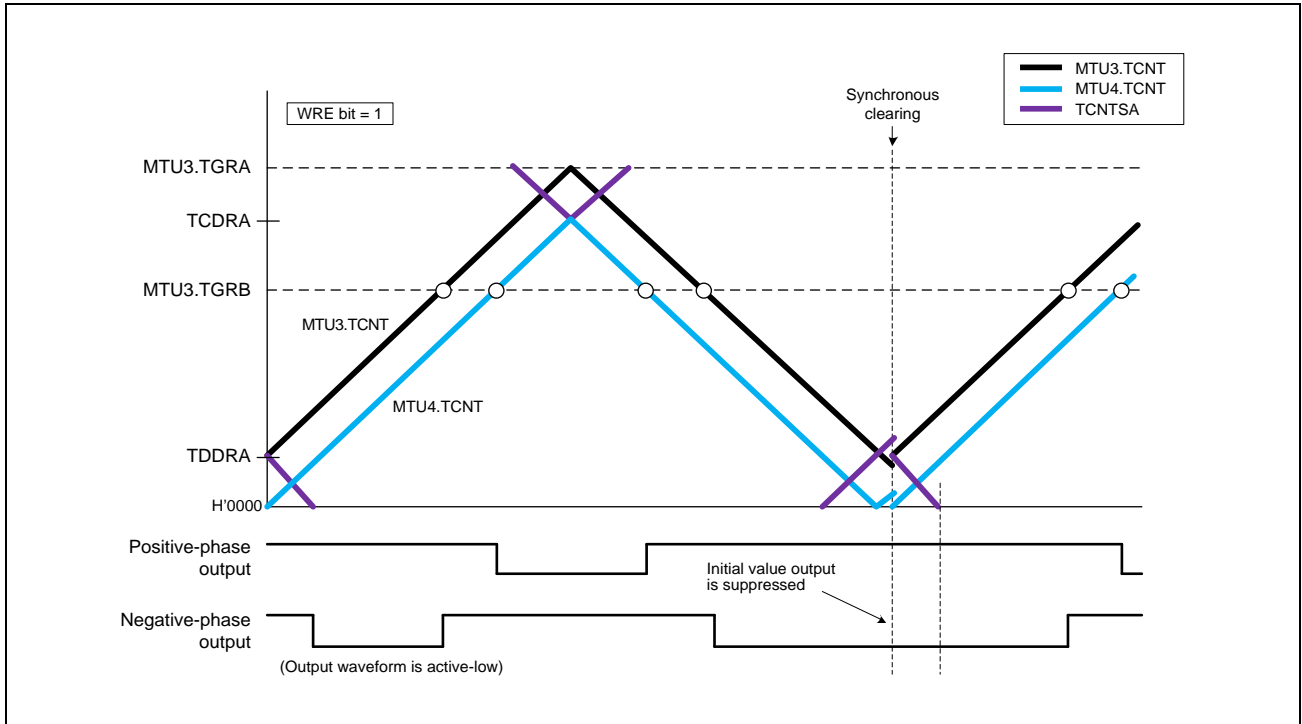 MTU3.TCNT
MTU4.TCNT
TCNTSA
Synchronous
clearing
WRE bit = 1
MTU3.TGRA
TCDRA
MTU3.TGRB
MTU3.TCNT
MTU4.TCNT
TDDRA
H'0000
Positive-phase
output
Initial value output
is suppressed
Negative-phase
output
(Output waveform is active-low)